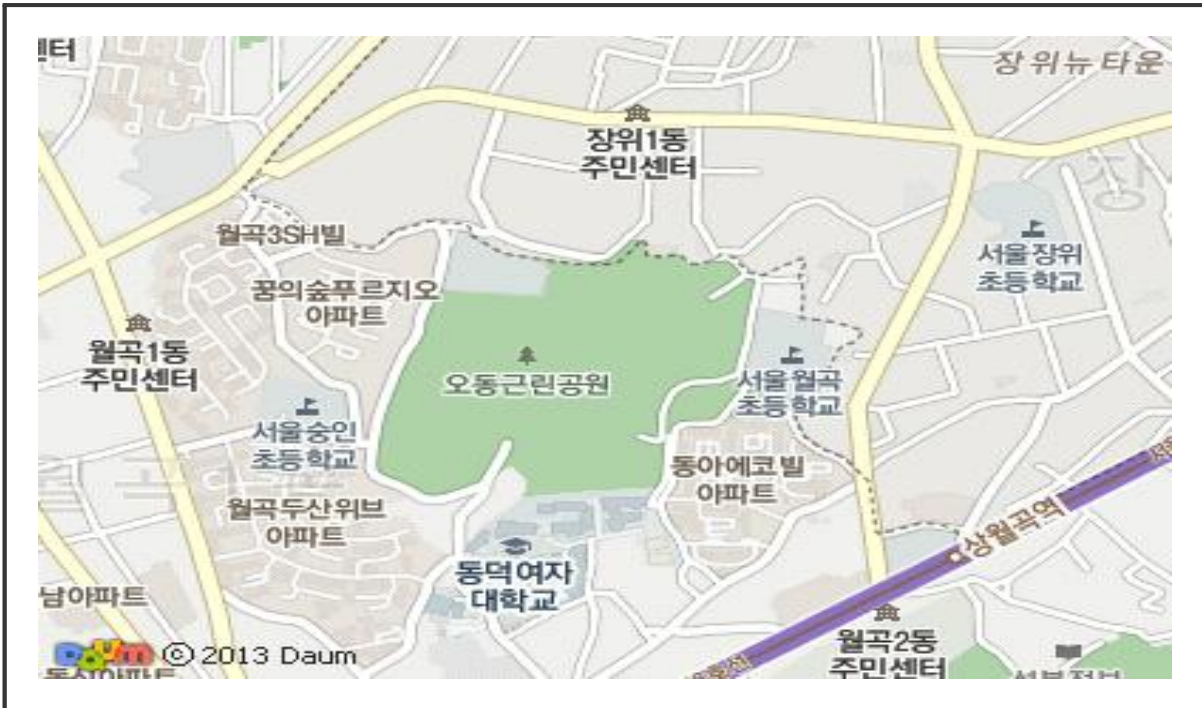 센터
장위뉴타운
장위1동
주민센터
장
월곡3SH빌
서울장위
초등학교
꿈의숲푸르지오
아파트
월곡1동
주민센터
오동근린공원
서울월곡
초등학교
서울숭인
초등학교
동아에코빌
아파트
월곡두산위브
아파트
상월곡역
동덕여자
대학교
남아파트
월곡2동
주민센터
Daum © 2013 Daum